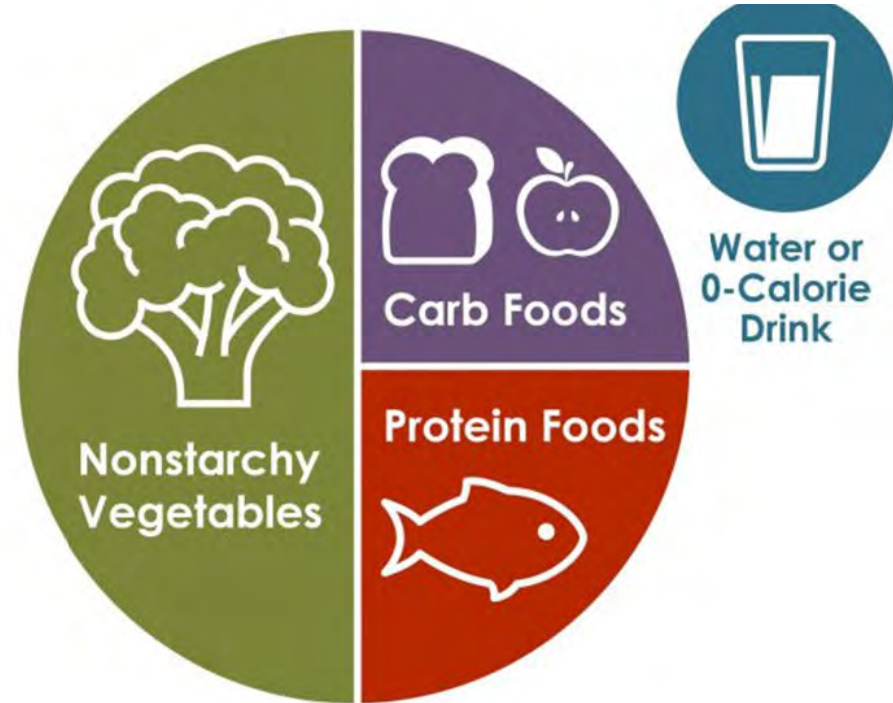 Nonstarchy
Vegetables
Carb Foods
Protein Foods
Water or
0-Calorie
Drink